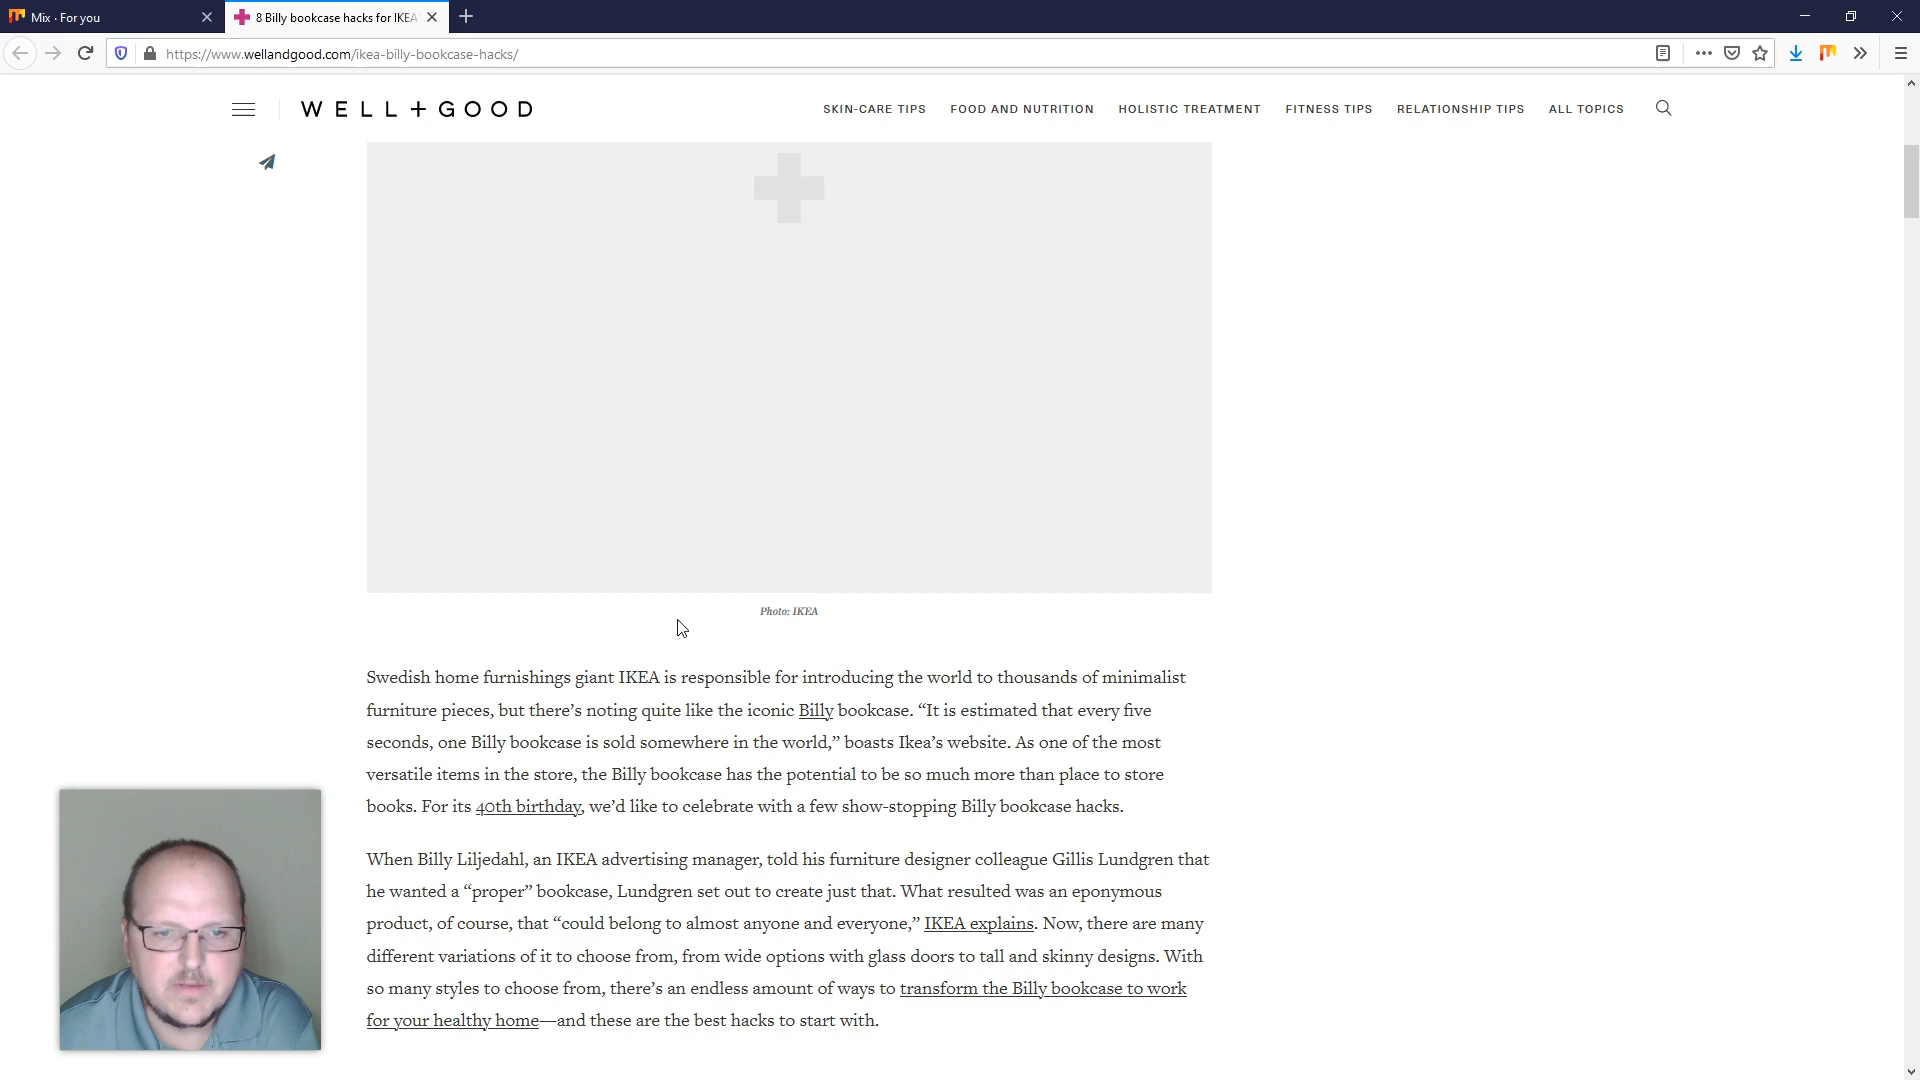 Mix · For you
8 Billy bookcase hacks for IKEA
https://www.wellandgood.com/ikea-billy-bookcase-hacks/
WELL+GOOD
SKIN-CARE TIPS
FOOD AND NUTRITION
HOLISTIC TREATMENT
FITNESS TIPS
RELATIONSHIP TIPS
ALL TOPICS
Photo: IKEA
Swedish home furnishings giant IKEA is responsible for introducing the world to thousands of minimalist
furniture pieces, but there’s noting quite like the iconic Billy bookcase. “It is estimated that every five
seconds, one Billy bookcase is sold somewhere in the world,” boasts Ikea’s website. As one of the most
versatile items in the store, the Billy bookcase has the potential to be so much more than place to store
books. For its 40th birthday, we’d like to celebrate with a few show-stopping Billy bookcase hacks.
When Billy Liljedahl, an IKEA advertising manager, told his furniture designer colleague Gillis Lundgren that
he wanted a “proper” bookcase, Lundgren set out to create just that. What resulted was an eponymous
product, of course, that “could belong to almost anyone and everyone,” IKEA explains. Now, there are many
different variations of it to choose from, from wide options with glass doors to tall and skinny designs. With
so many styles to choose from, there’s an endless amount of ways to transform the Billy bookcase to work
for your healthy home—and these are the best hacks to start with.